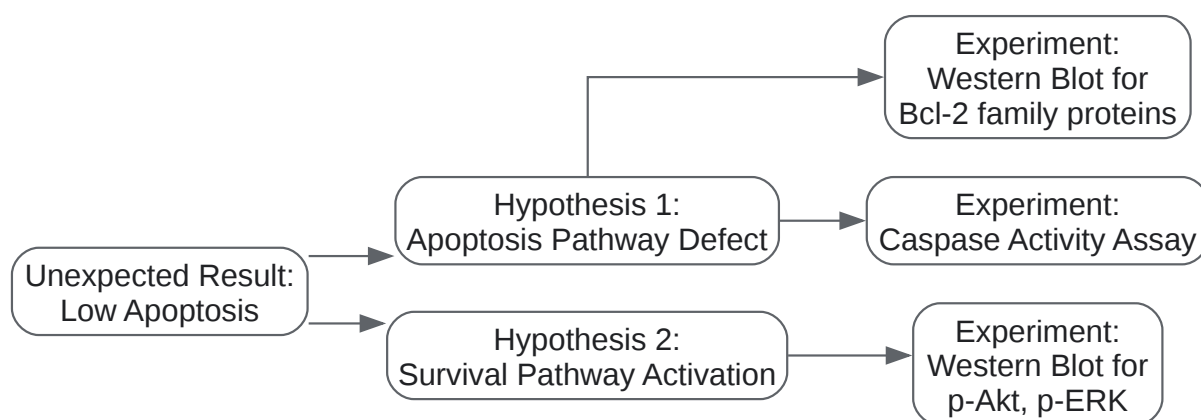 Unexpected Result:
Low Apoptosis
Hypothesis 1:
Apoptosis Pathway Defect
Hypothesis 2:
Survival Pathway Activation
Experiment:
Western Blot for
Bcl-2 family proteins
Experiment:
Caspase Activity Assay
Experiment:
Western Blot for
p-Akt, p-ERK